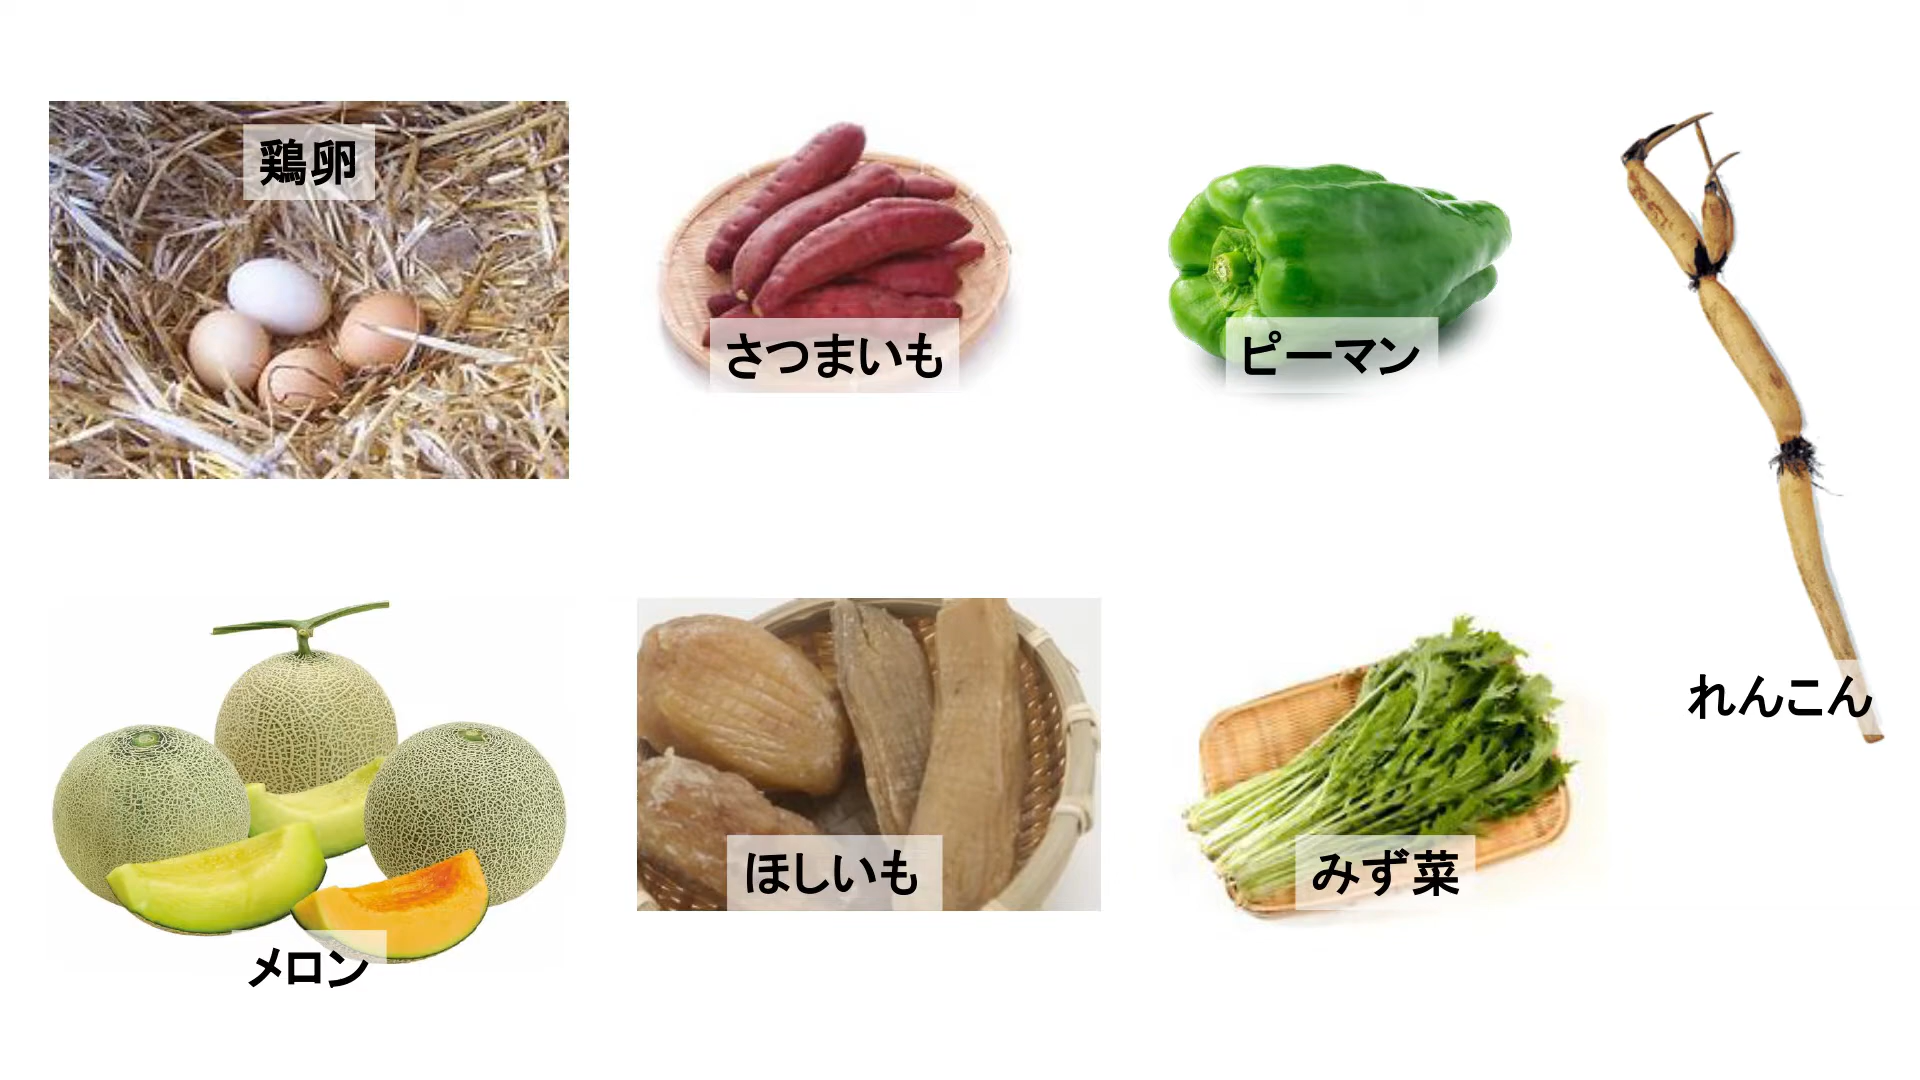 鶏卵
さつまいも
ピーマン
れんこん
メロン
ほしいも
みず菜